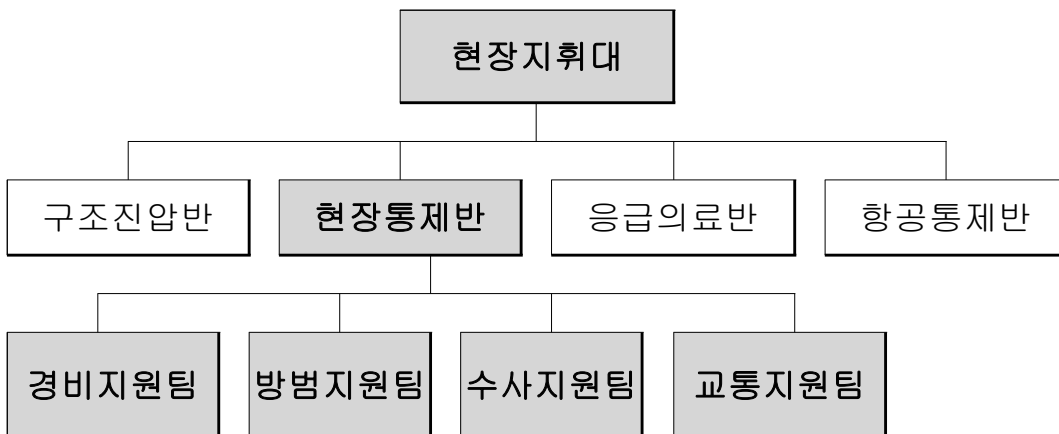 현장지휘대
구조진압반
현장통제반
응급의료반
항공통제반
경비지원팀
방범지원팀
수사지원팀
교통지원팀